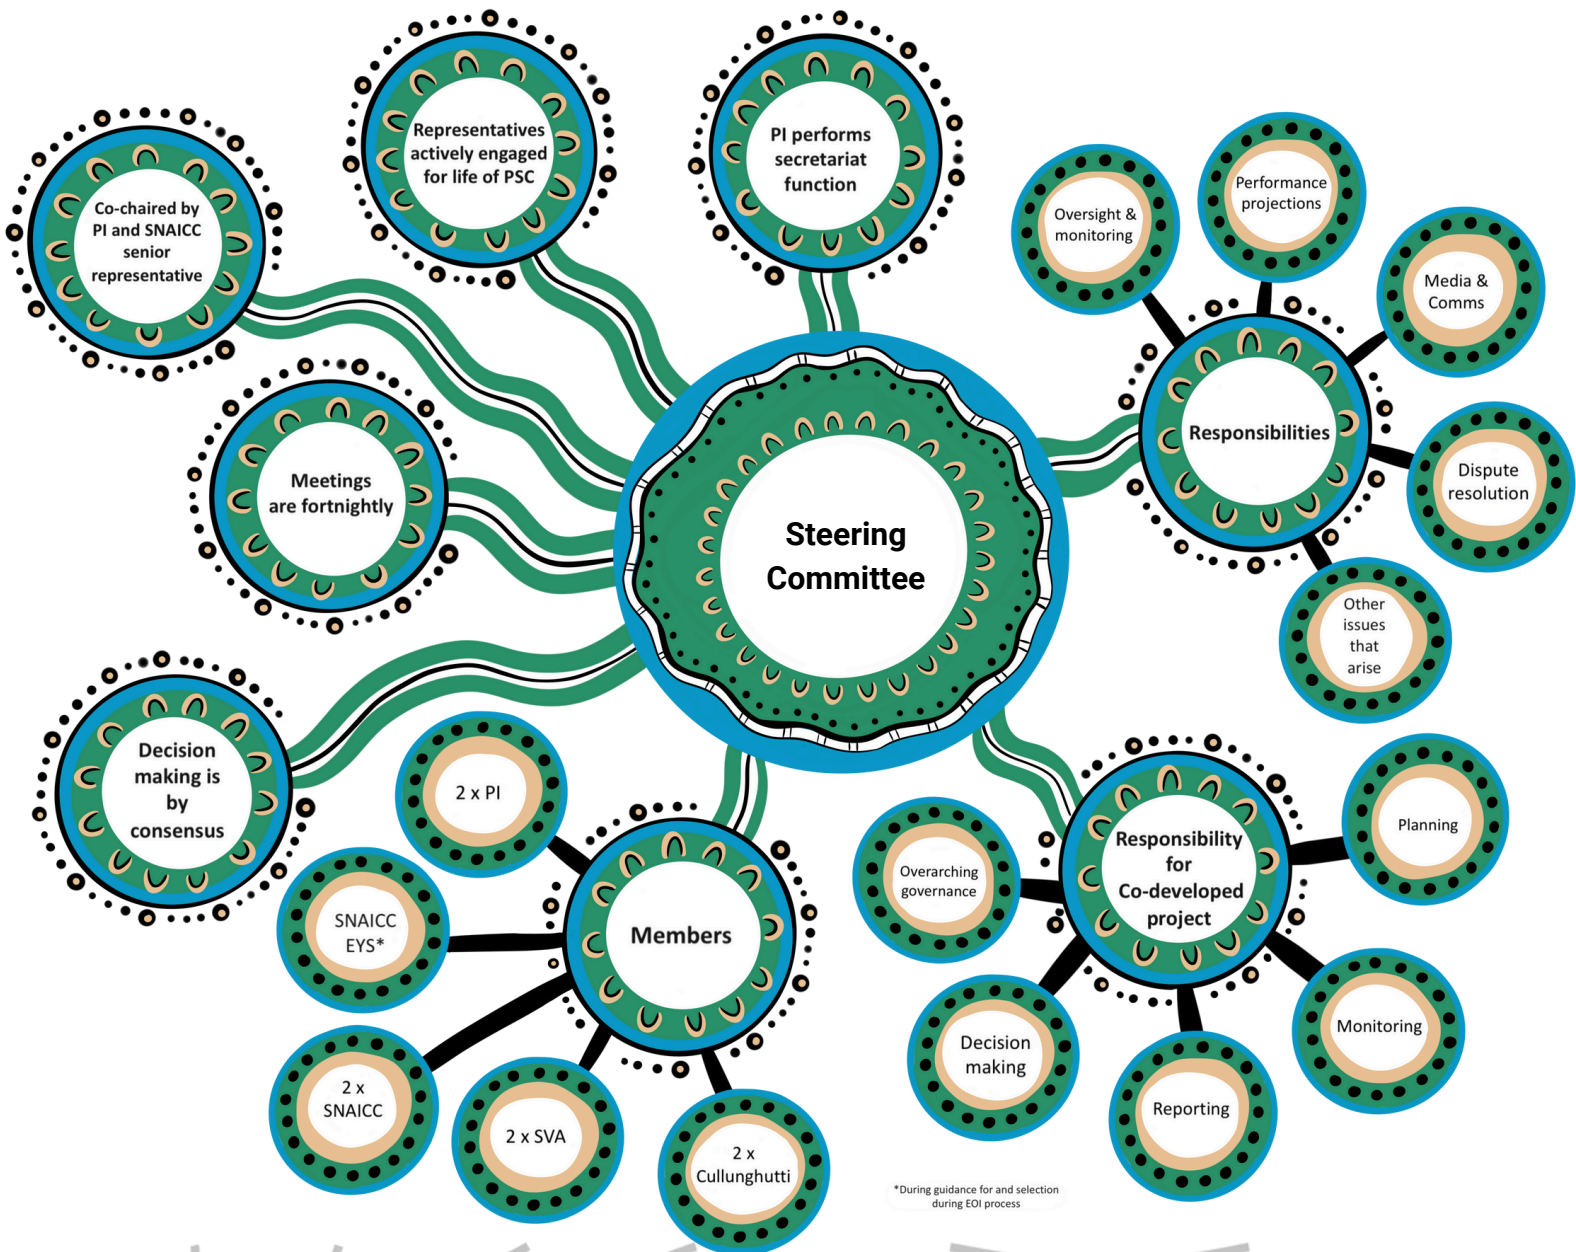 Representatives
actively engaged
for life of PSC
PI performs
secretariat
function
Co-chaired by
PI and SNAICC
senior
representative
Meetings
are fortnightly
Decision
making is
by
consensus
Steering
Committee
Oversight &
monitoring
Performance
projections
Media &
Comms
Responsibilities
Dispute
resolution
Other
issues
that
arise
2 x PI
SNAICC
EYS*
Members
2 x
SNAICC
2 x SVA
2 x
Cullunghutti
Responsibility
for
Co-developed
project
Overarching
governance
Planning
Decision
making
Monitoring
Reporting
*During guidance for and selection
during EOI process